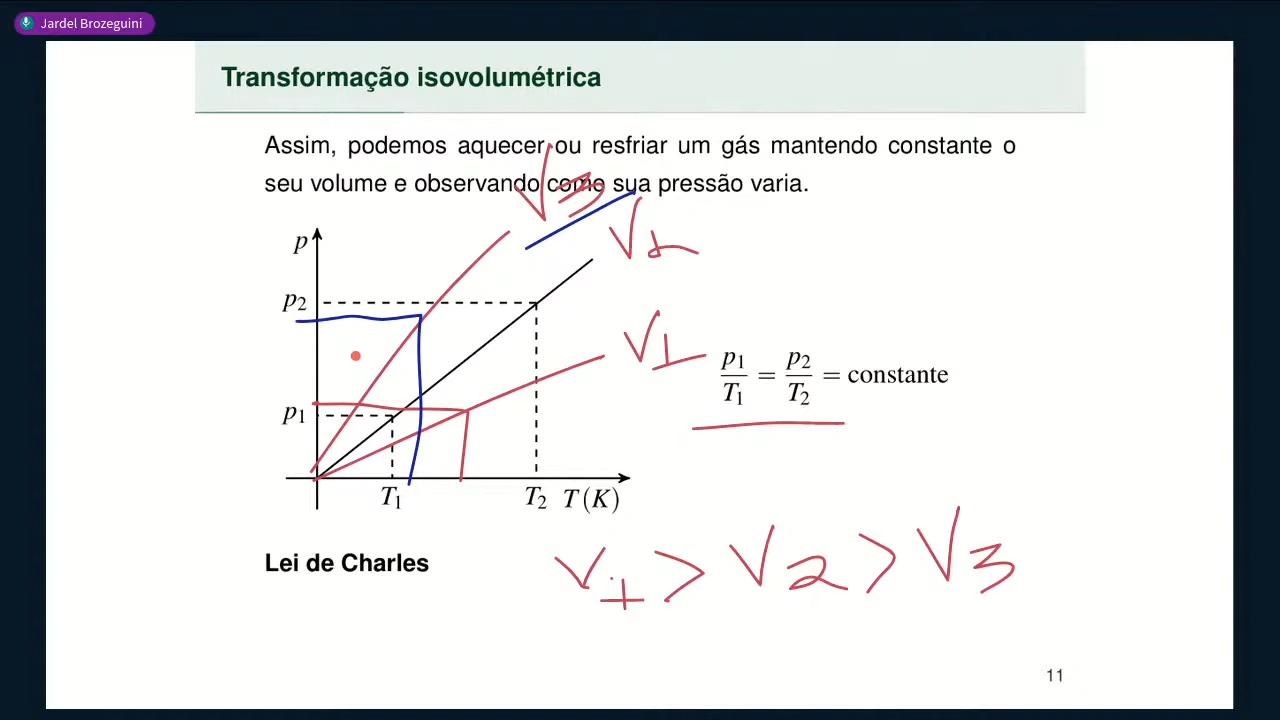 Jardel Brozeguini
Transformação isovolumétrica
Assim, podemos aquecer ou resfriar um gás mantendo constante o
seu volume e observando como sua pressão varia.
V3
V2
p
p2
V1
p1/T1 = p2/T2 = constante
p1
T1
T2
T(K)
Lei de Charles
V1 > V2 > V3
11